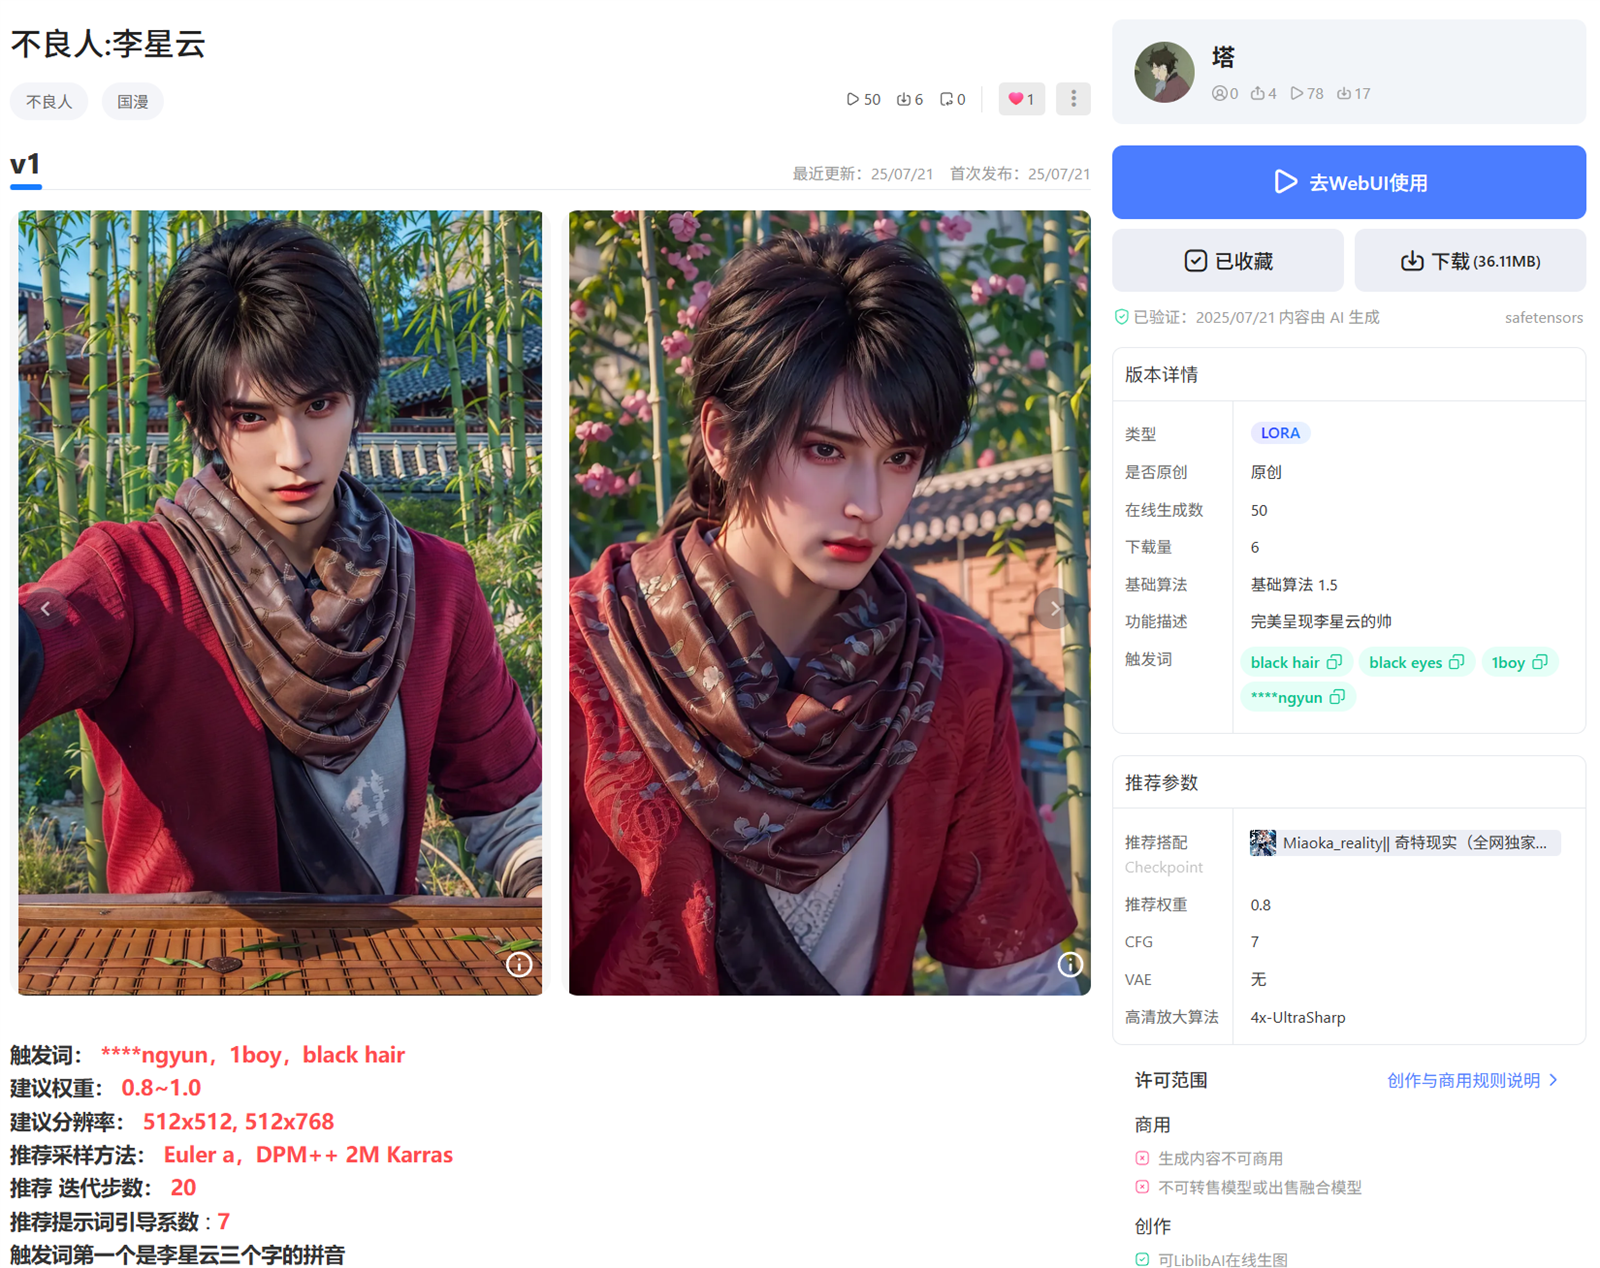 不良人:李星云
不良人 国漫
50 6 0 1
v1
最近更新：25/07/21 首次发布：25/07/21
触发词： ****ngyun，1boy，black hair
建议权重： 0.8~1.0
建议分辨率： 512x512, 512x768
推荐采样方法： Euler a，DPM++ 2M Karras
推荐 迭代步数： 20
推荐提示词引导系数 : 7
触发词第一个是李星云三个字的拼音
塔
0 4 78 17
去WebUI使用
已收藏 下载 (36.11MB)
已验证：2025/07/21 内容由 AI 生成 safetensors
版本详情
类型 LORA
是否原创 原创
在线生成数 50
下载量 6
基础算法 基础算法 1.5
功能描述 完美呈现李星云的帅
触发词 black hair black eyes 1boy
****ngyun
推荐参数
推荐搭配 Miaoka_reality|| 奇特现实（全网独家...
Checkpoint
推荐权重 0.8
CFG 7
VAE 无
高清放大算法 4x-UltraSharp
许可范围 创作与商用规则说明
商用
生成内容不可商用
不可转售模型或出售融合模型
创作
可LiblibAI在线生图